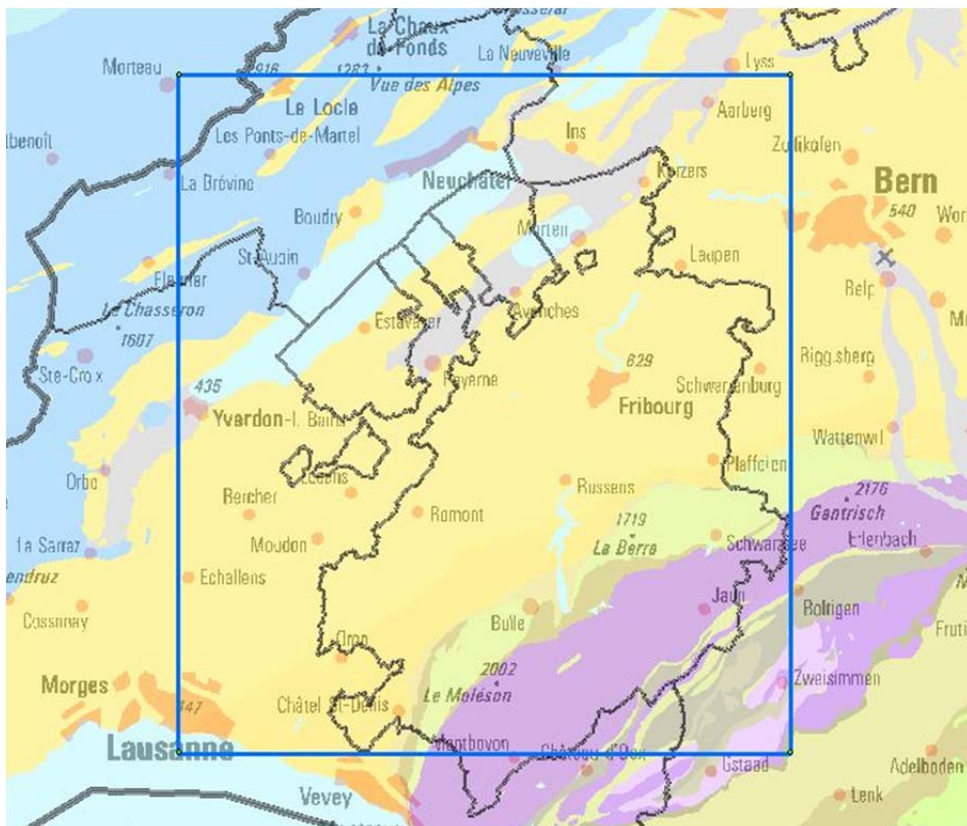 La Chaux-
de-Fonds
Morteau
La Neuveville
Lyss
1283
Vue des Alpes
Le Locle
Aarberg
Les Ponts-de-Martel
Ins
Zollikofen
La Brévine
Neuchâtel
Kerzers
Bern
540
Boudry
Murten
St-Aubin
Laupen
Fleurier
Belp
Le Chasseron
1607
Avenches
Estavayer
Ste-Croix
Payerne
629
Riggisberg
Schwarzenburg
435
Fribourg
Yverdon-l. Bains
Wattenwil
Orbe
Plaffeien
Lucens
Russens
2176
Gantrisch
Bercher
Romont
1719
La Berra
La Sarraz
Moudon
Schwarzsee
Erlenbach
Echallens
Cossonay
Bulle
Jaun
Boltigen
Oron
2002
Le Moléson
Zweisimmen
Morges
447
Châtel St-Denis
Lausanne
Montbovon
Château-d'Oex
Gstaad
Adelboden
Vevey
Lenk